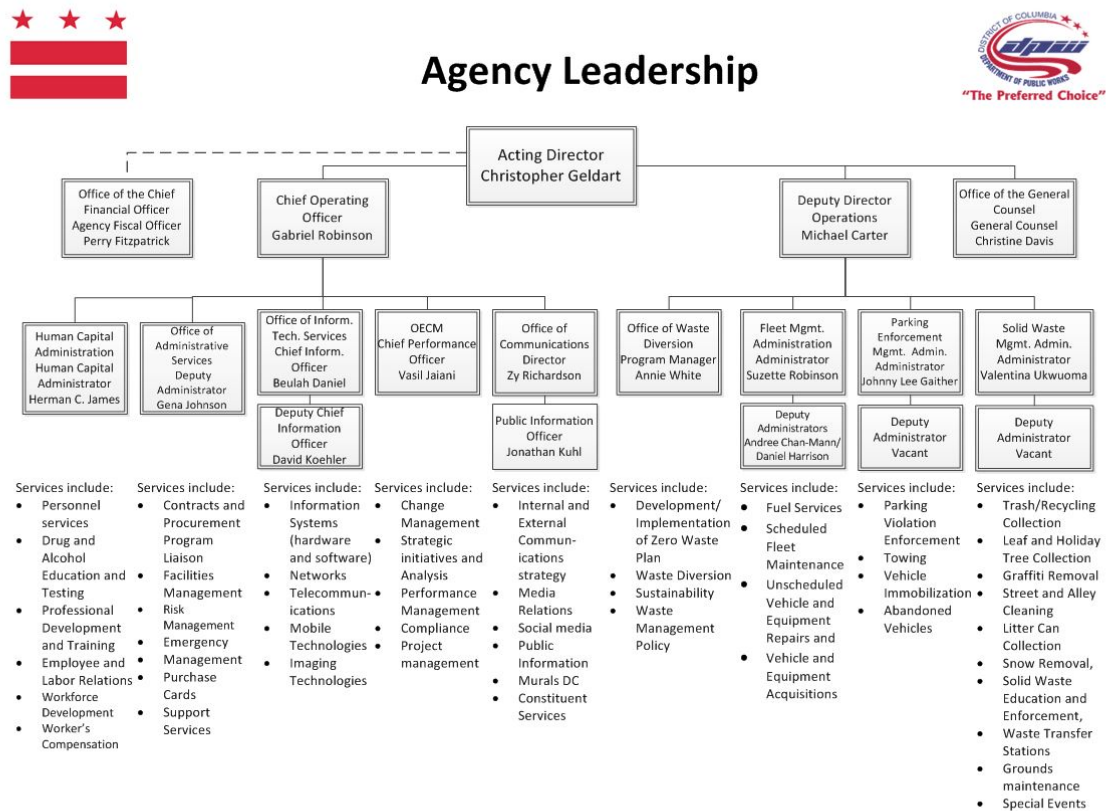 Agency Leadership
DISTRICT OF COLUMBIA
dpw
DEPARTMENT OF PUBLIC WORKS
"The Preferred Choice"
Acting Director
Christopher Geldart
Office of the Chief
Financial Officer
Agency Fiscal Officer
Perry Fitzpatrick
Chief Operating
Officer
Gabriel Robinson
Deputy Director
Operations
Michael Carter
Office of the General
Counsel
General Counsel
Christine Davis
Human Capital
Administration
Human Capital
Administrator
Herman C. James
Office of
Administrative
Services
Deputy
Administrator
Gena Johnson
Office of Inform.
Tech. Services
Chief Inform.
Officer
Beulah Daniel
OECM
Chief Performance
Officer
Vasil Jaiani
Office of
Communications
Director
Zy Richardson
Office of Waste
Diversion
Program Manager
Annie White
Fleet Mgmt.
Administration
Administrator
Suzette Robinson
Parking
Enforcement
Mgmt. Admin.
Administrator
Johnny Lee Gaither
Solid Waste
Mgmt. Admin.
Administrator
Valentina Ukwuoma
Deputy Chief
Information
Officer
David Koehler
Public Information
Officer
Jonathan Kuhl
Deputy
Administrators
Andree Chan-Mann/
Daniel Harrison
Deputy
Administrator
Vacant
Deputy
Administrator
Vacant
Services include:
• Personnel
services
• Drug and
Alcohol
Education and
Testing
• Professional
Development
and Training
• Employee and
Labor Relations
• Workforce
Development
• Worker's
Compensation
Services include:
• Contracts and
Procurement
Program
Liaison
• Facilities
Management
• Risk
Management
• Emergency
• Management
• Purchase
Cards
• Support
Services
Services include:
• Information
Systems
(hardware
and software)
• Networks
• Telecommun-
ications
• Mobile
Technologies
• Imaging
Technologies
Services include:
• Change
Management
• Strategic
initiatives and
Analysis
• Performance
Management
• Compliance
• Project
management
Services include:
• Internal and
External
Commun-
ications
strategy
• Media
Relations
• Social media
• Public
Information
• Murals DC
• Constituent
Services
Services include:
• Development/
Implementation
of Zero Waste
Plan
• Waste Diversion
• Sustainability
• Waste
Management
Policy
Services include:
• Fuel Services
• Scheduled
Fleet
Maintenance
• Unscheduled
Vehicle and
Equipment
Repairs and
• Vehicle and
Equipment
Acquisitions
Services include:
• Parking
Violation
Enforcement
• Towing
• Vehicle
Immobilization
• Abandoned
Vehicles
Services include:
• Trash/Recycling
Collection
• Leaf and Holiday
Tree Collection
• Graffiti Removal
• Street and Alley
Cleaning
• Litter Can
Collection
• Snow Removal,
• Solid Waste
Education and
Enforcement,
• Waste Transfer
Stations
• Grounds
maintenance
• Special Events